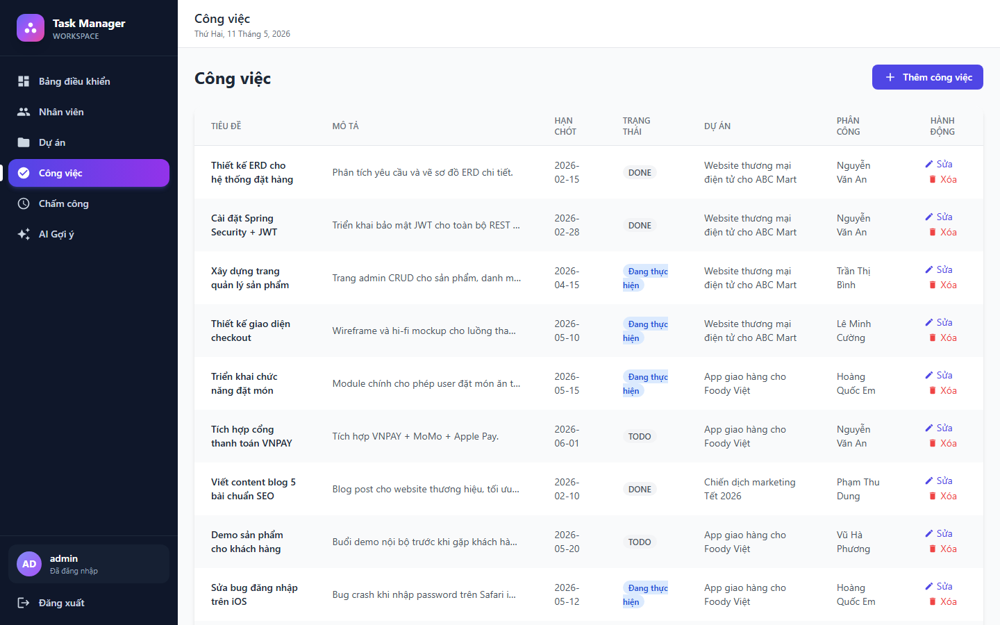 Task Manager
WORKSPACE
Bảng điều khiển
Nhân viên
Dự án
Công việc
Chấm công
AI Gợi ý
AD
admin
Đã đăng nhập
Đăng xuất
Công việc
Thứ Hai, 11 Tháng 5, 2026
Công việc
Thêm công việc
TIÊU ĐỀ
MÔ TẢ
HẠN
CHÓT
TRẠNG
THÁI
DỰ ÁN
PHÂN
CÔNG
HÀNH
ĐỘNG
Thiết kế ERD cho
hệ thống đặt hàng
Phân tích yêu cầu và vẽ sơ đồ ERD chi tiết.
2026-
02-15
DONE
Website thương mại
điện tử cho ABC Mart
Nguyễn
Văn An
Sửa
Xóa
Cài đặt Spring
Security + JWT
Triển khai bảo mật JWT cho toàn bộ REST ...
2026-
02-28
DONE
Website thương mại
điện tử cho ABC Mart
Nguyễn
Văn An
Sửa
Xóa
Xây dựng trang
quản lý sản phẩm
Trang admin CRUD cho sản phẩm, danh m...
2026-
04-15
Đang thực
hiện
Website thương mại
điện tử cho ABC Mart
Trần Thị
Bình
Sửa
Xóa
Thiết kế giao diện
checkout
Wireframe và hi-fi mockup cho luồng tha...
2026-
05-10
Đang thực
hiện
Website thương mại
điện tử cho ABC Mart
Lê Minh
Cường
Sửa
Xóa
Triển khai chức
năng đặt món
Module chính cho phép user đặt món ăn t...
2026-
05-15
Đang thực
hiện
App giao hàng cho
Foody Việt
Hoàng
Quốc Em
Sửa
Xóa
Tích hợp cổng
thanh toán VNPAY
Tích hợp VNPAY + MoMo + Apple Pay.
2026-
06-01
TODO
App giao hàng cho
Foody Việt
Nguyễn
Văn An
Sửa
Xóa
Viết content blog 5
bài chuẩn SEO
Blog post cho website thương hiệu, tối ưu...
2026-
02-10
DONE
Chiến dịch marketing
Tết 2026
Phạm Thu
Dung
Sửa
Xóa
Demo sản phẩm
cho khách hàng
Buổi demo nội bộ trước khi gặp khách hà...
2026-
05-20
TODO
App giao hàng cho
Foody Việt
Vũ Hà
Phương
Sửa
Xóa
Sửa bug đăng nhập
trên iOS
Bug crash khi nhập password trên Safari i...
2026-
05-12
Đang thực
hiện
App giao hàng cho
Foody Việt
Hoàng
Quốc Em
Sửa
Xóa